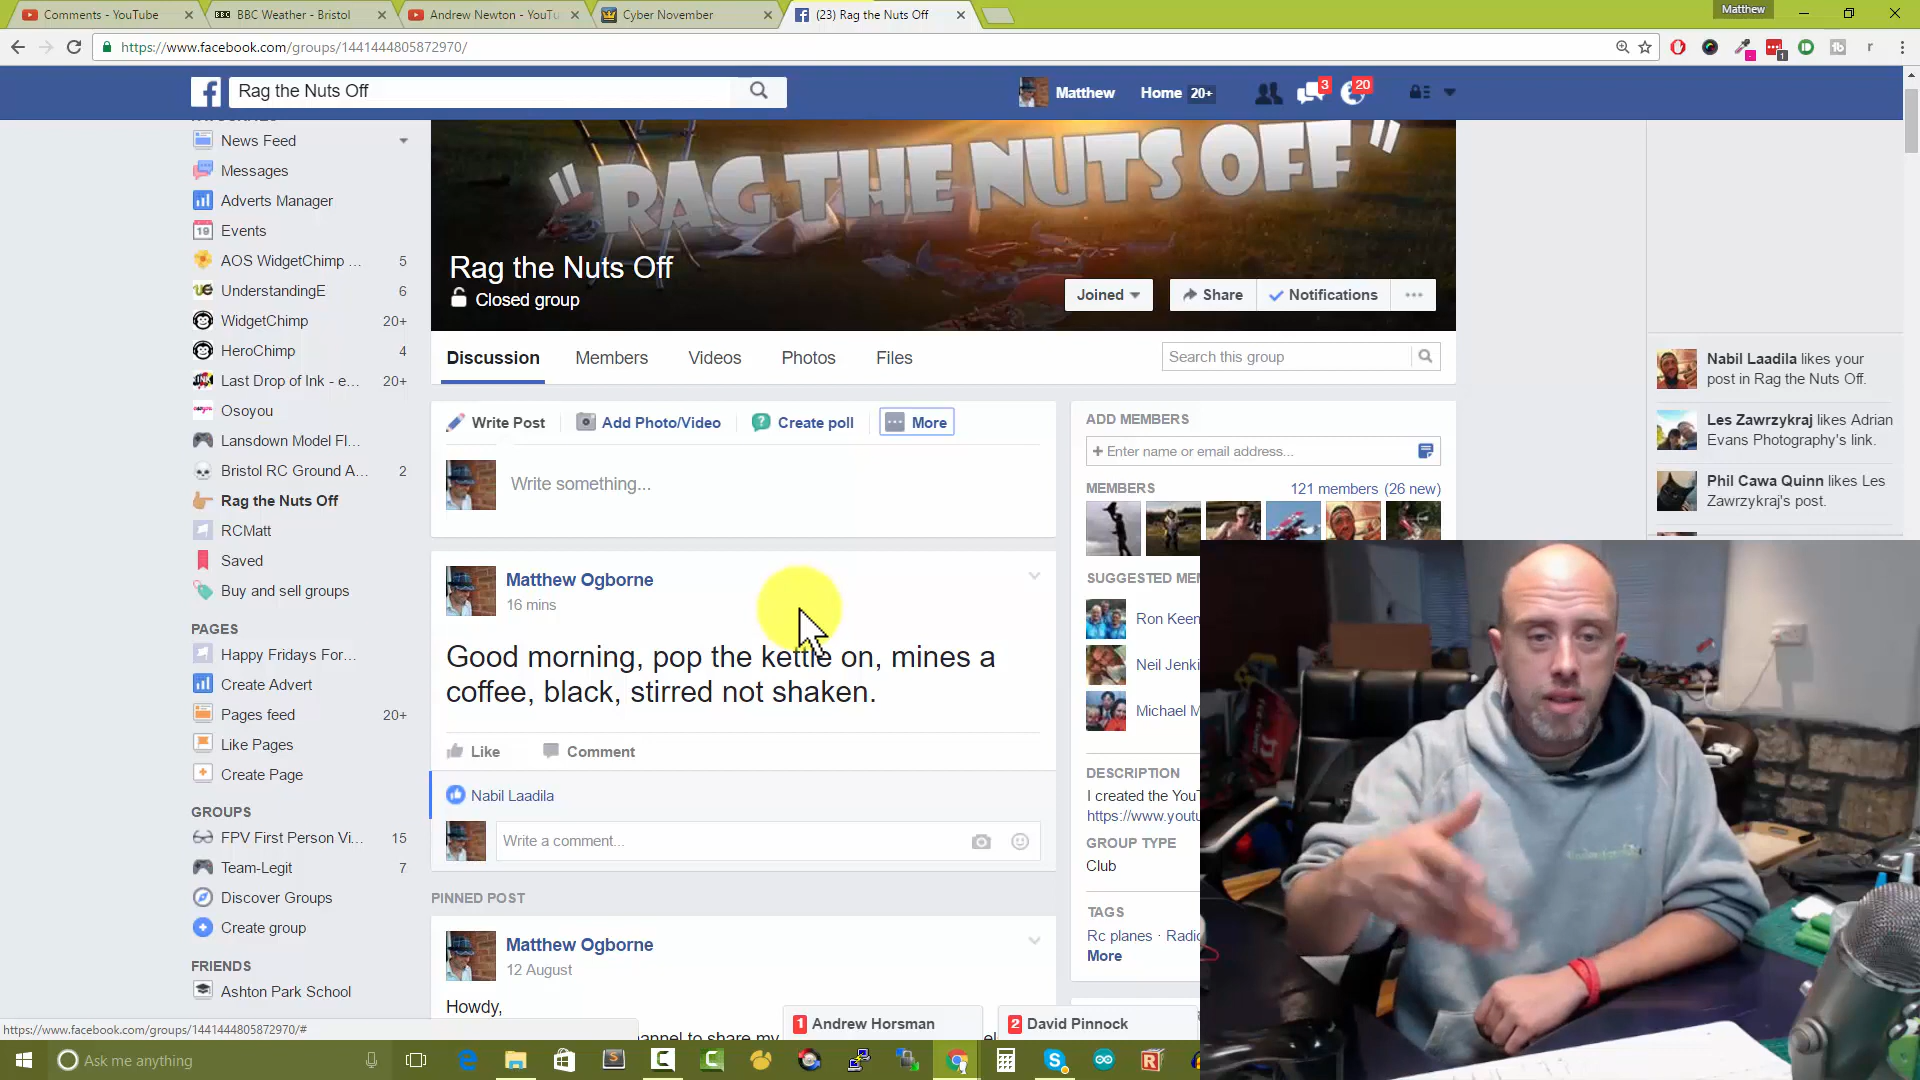 Comments - YouTube
BBC Weather - Bristol
Andrew Newton - YouTu
Cyber November
(23) Rag the Nuts Off
Matthew
https://www.facebook.com/groups/1441444805872970/
Rag the Nuts Off
Matthew
Home 20+
3
20
News Feed
Messages
Adverts Manager
Events
AOS WidgetChimp ... 5
UnderstandingE 6
WidgetChimp 20+
HeroChimp 4
Last Drop of Ink - e... 20+
Osoyou
Lansdown Model Fl...
Bristol RC Ground A... 2
Rag the Nuts Off
RCMatt
Saved
Buy and sell groups
PAGES
Happy Fridays For...
Create Advert
Pages feed 20+
Like Pages
Create Page
GROUPS
FPV First Person Vi... 15
Team-Legit 7
Discover Groups
Create group
FRIENDS
Ashton Park School
https://www.facebook.com/groups/1441444805872970/#
"RAG THE NUTS OFF"
Rag the Nuts Off
Closed group
Joined
Share
Notifications
Discussion
Members
Videos
Photos
Files
Search this group
Write Post
Add Photo/Video
Create poll
More
Write something...
Matthew Ogborne
16 mins
Good morning, pop the kettle on, mines a
coffee, black, stirred not shaken.
Like
Comment
Nabil Laadila
Write a comment...
PINNED POST
Matthew Ogborne
12 August
Howdy,
ADD MEMBERS
+ Enter name or email address...
MEMBERS
121 members (26 new)
SUGGESTED ME
Ron Keen
Neil Jenki
Michael M
DESCRIPTION
I created the You
https://www.youtu
GROUP TYPE
Club
TAGS
Rc planes · Radio
More
Nabil Laadila likes your
post in Rag the Nuts Off.
Les Zawrzykraj likes Adrian
Evans Photography's link.
Phil Cawa Quinn likes Les
Zawrzykraj's post.
1 Andrew Horsman
2 David Pinnock
Ask me anything